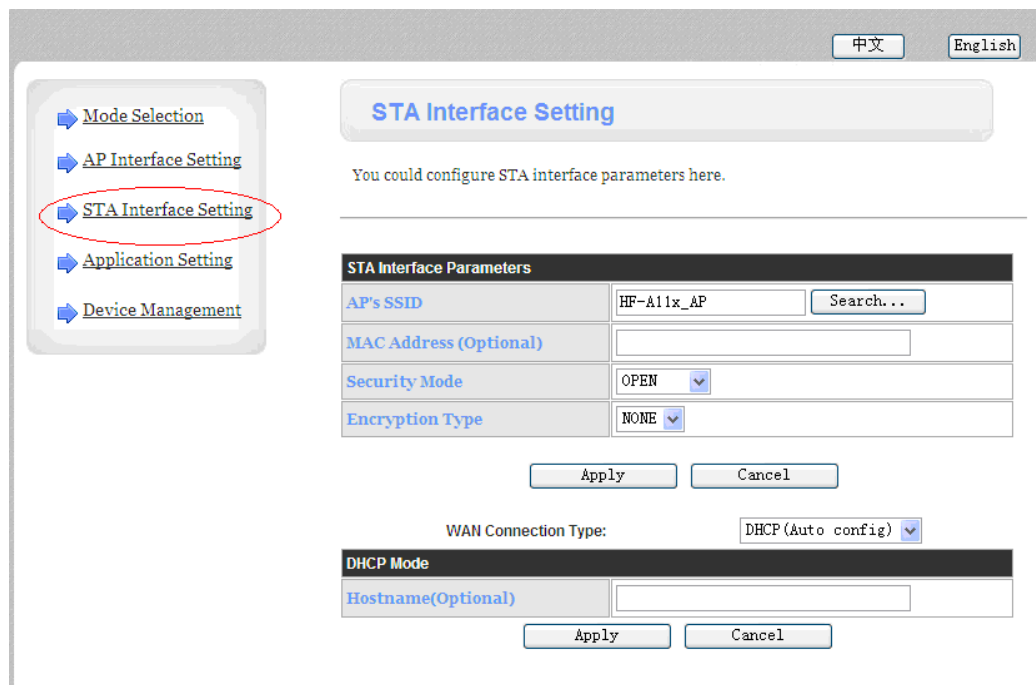 中文 English
Mode Selection
AP Interface Setting
STA Interface Setting
Application Setting
Device Management
STA Interface Setting
You could configure STA interface parameters here.
STA Interface Parameters
AP's SSID HF-A11x_AP Search...
MAC Address (Optional)
Security Mode OPEN
Encryption Type NONE
Apply Cancel
WAN Connection Type: DHCP(Auto config)
DHCP Mode
Hostname(Optional)
Apply Cancel